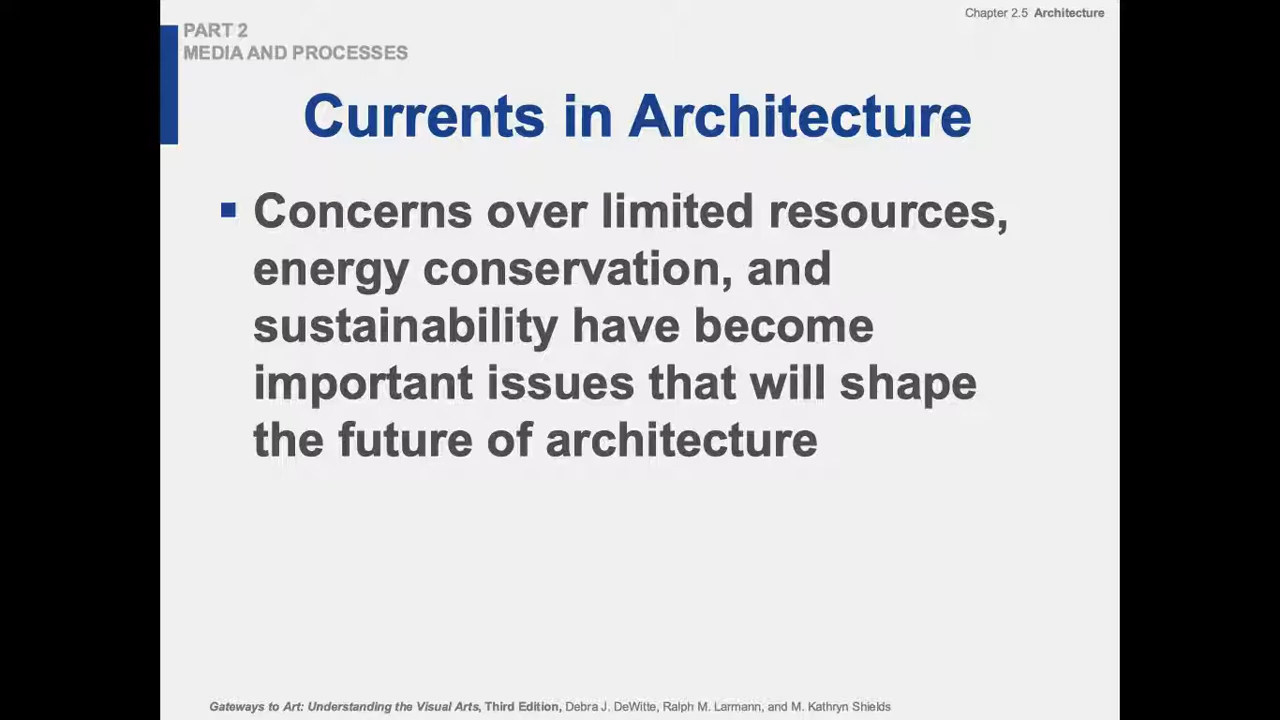 Chapter 2.5 Architecture
PART 2
MEDIA AND PROCESSES
Currents in Architecture
▪ Concerns over limited resources,
energy conservation, and
sustainability have become
important issues that will shape
the future of architecture
Gateways to Art: Understanding the Visual Arts, Third Edition, Debra J. DeWitte, Ralph M. Larmann, and M. Kathryn Shields